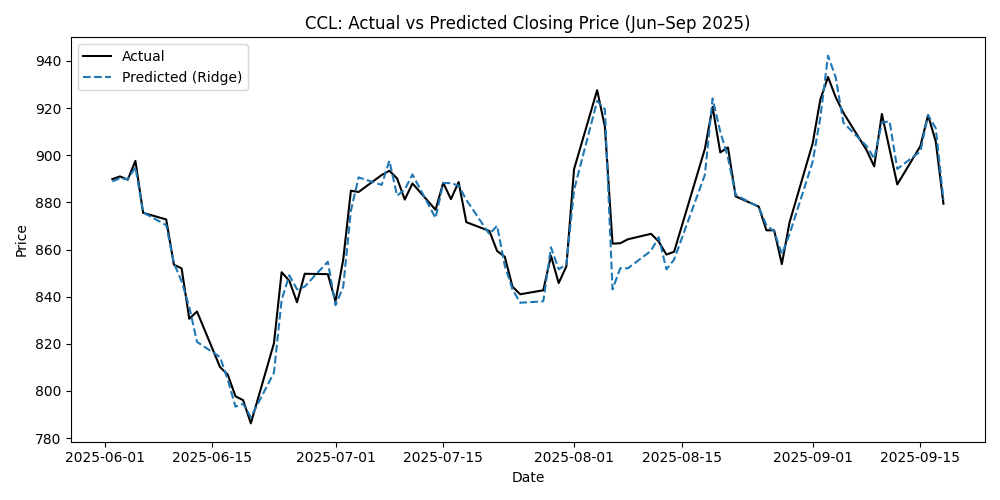 CCL: Actual vs Predicted Closing Price (Jun–Sep 2025)
Actual
Predicted (Ridge)
Price
940
920
900
880
860
840
820
800
780
2025-06-01 2025-06-15 2025-07-01 2025-07-15 2025-08-01 2025-08-15 2025-09-01 2025-09-15
Date